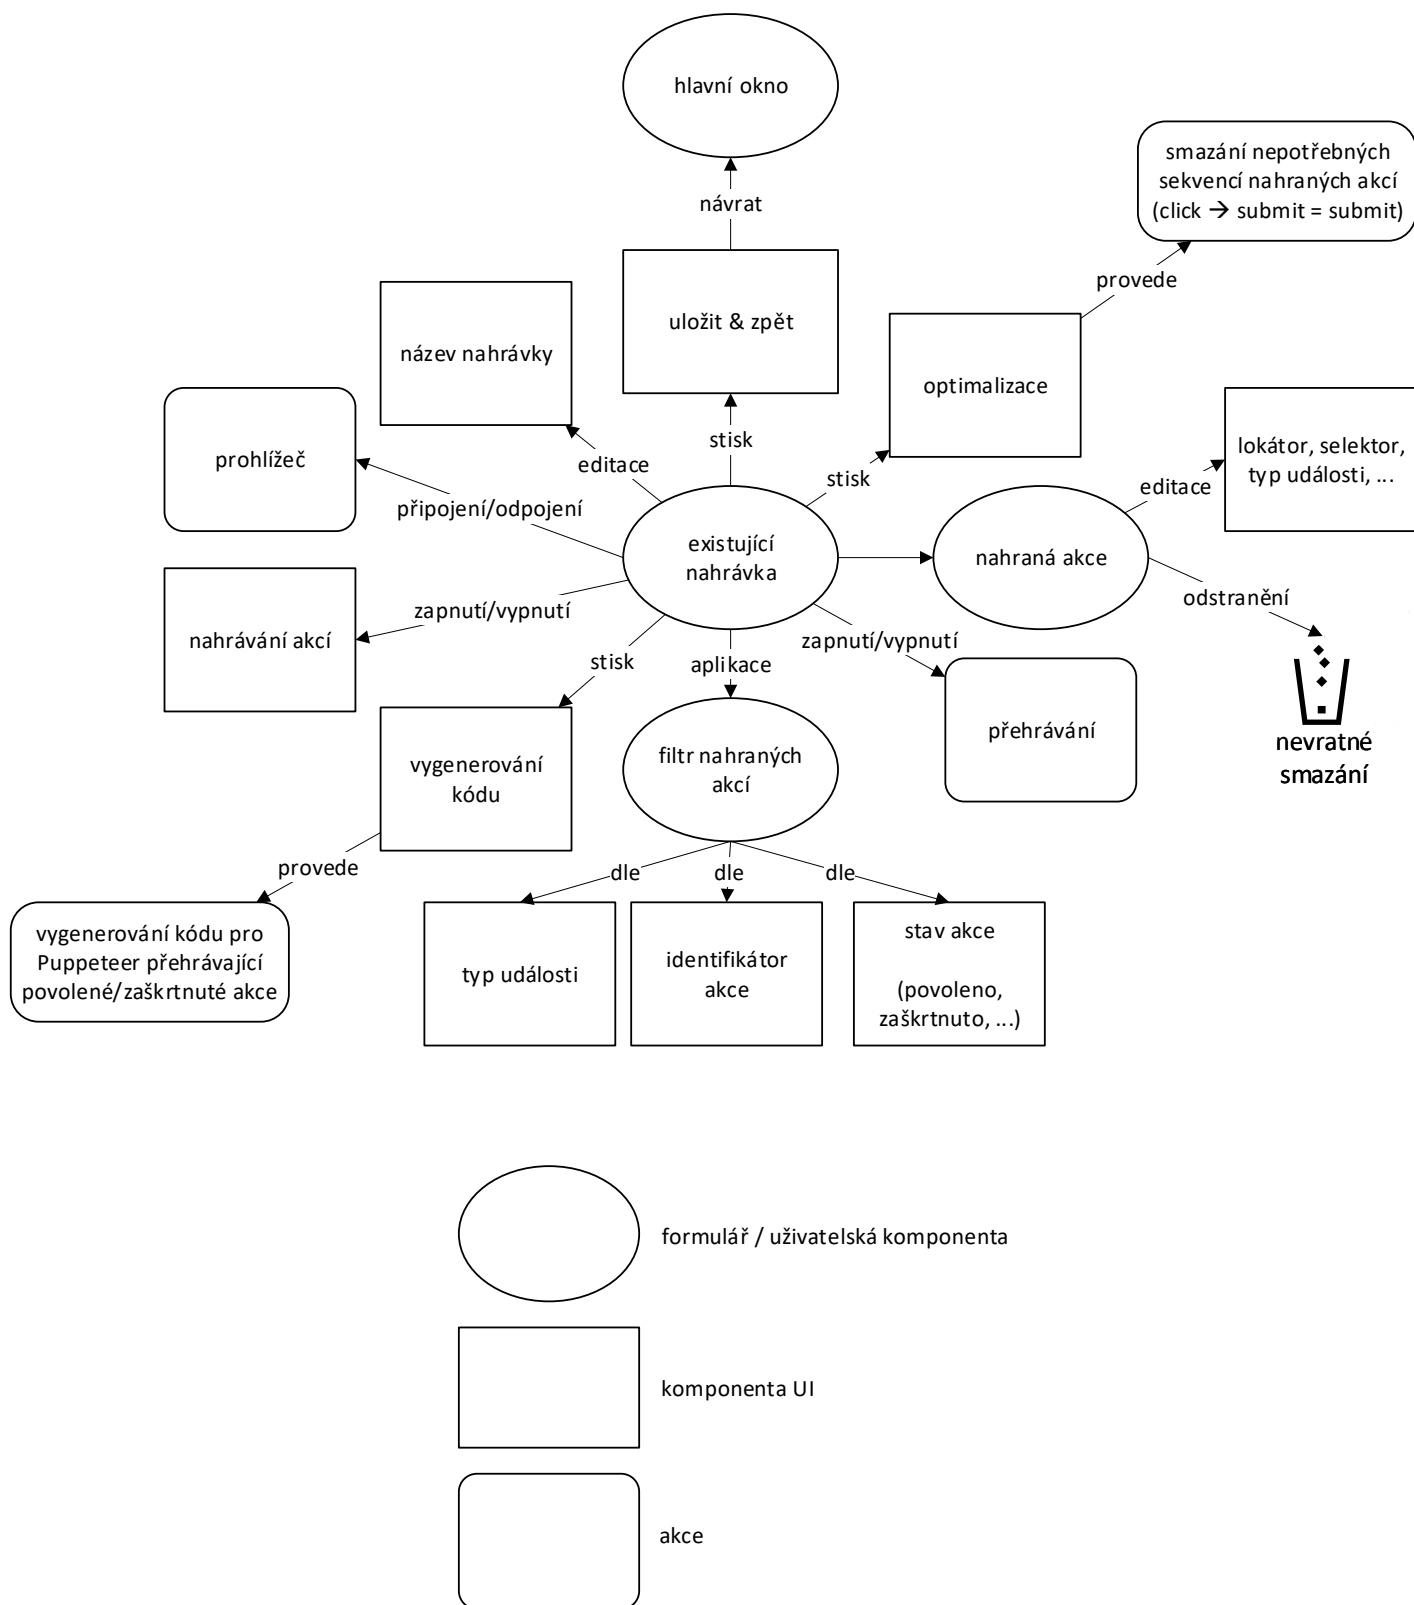 hlavní okno
smazání nepotřebných
sekvencí nahraných akcí
(click → submit = submit)
návrat
provede
uložit & zpět
název nahrávky
optimalizace
prohlížeč
lokátor, selektor,
typ události, ...
stisk
editace
stisk
editace
připojení/odpojení
existující
nahrávka
nahraná akce
odstranění
zapnutí/vypnutí
nahrávání akcí
zapnutí/vypnutí
stisk
aplikace
přehrávání
nevratné
smazání
filtr nahraných
akcí
vygenerování
kódu
provede
dle
dle
dle
vygenerování kódu pro
Puppeteer přehrávající
povolené/zaškrtnuté akce
typ události
identifikátor
akce
stav akce
(povoleno,
zaškrtnuto, ...)
formulář / uživatelská komponenta
komponenta UI
akce